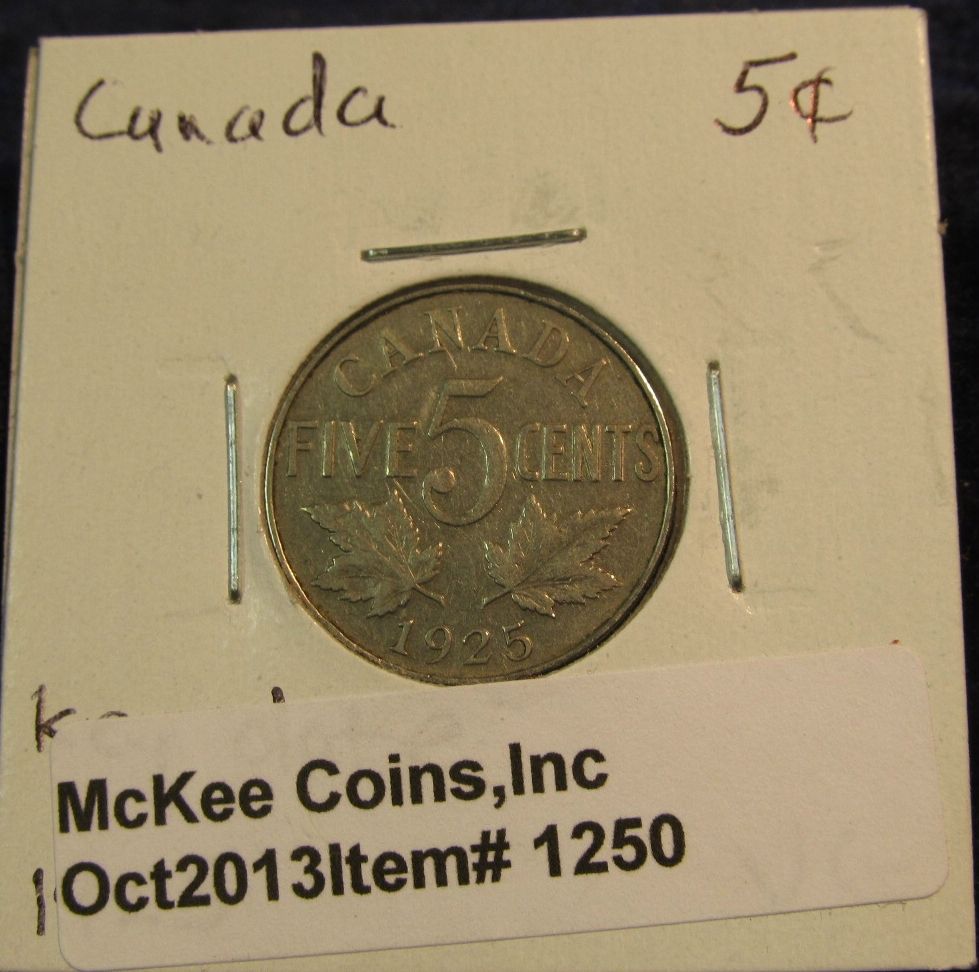 Canada 5¢
CANADA
FIVE 5 CENTS
1925
McKee Coins,Inc
Oct2013Item# 1250